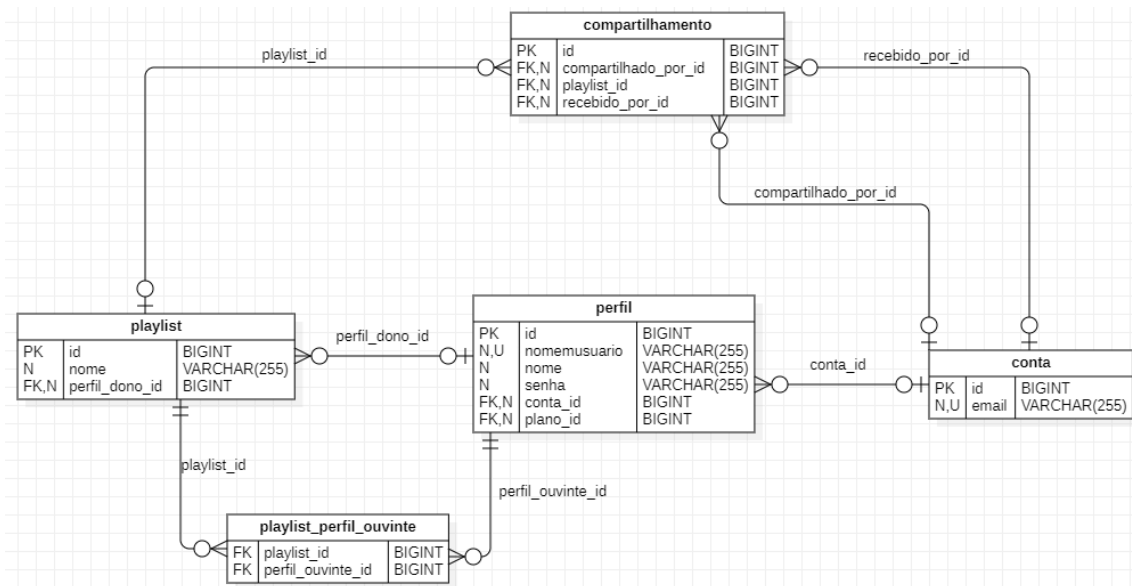 compartilhamento
PK id BIGINT
FK,N compartilhado_por_id BIGINT
FK,N playlist_id BIGINT
FK,N recebido_por_id BIGINT
playlist_id
recebido_por_id
compartilhado_por_id
playlist
PK id BIGINT
N nome VARCHAR(255)
FK,N perfil_dono_id BIGINT
perfil_dono_id
perfil
PK id BIGINT
N,U nomemusuario VARCHAR(255)
N nome VARCHAR(255)
N senha VARCHAR(255)
FK,N conta_id BIGINT
FK,N plano_id BIGINT
conta_id
conta
PK id BIGINT
N,U email VARCHAR(255)
playlist_id
perfil_ouvinte_id
playlist_perfil_ouvinte
FK playlist_id BIGINT
FK perfil_ouvinte_id BIGINT